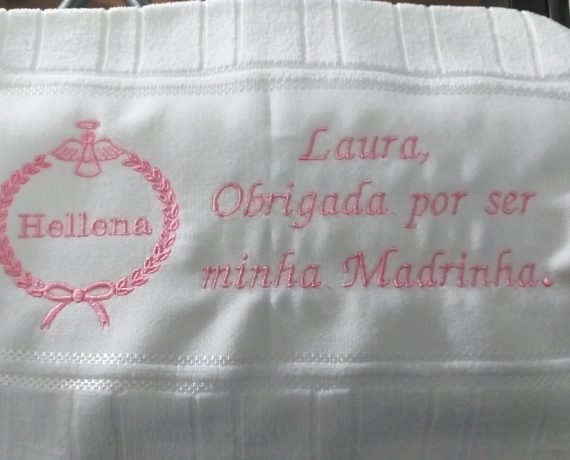 Hellena
Laura,
Obrigada por ser
minha Madrinha.